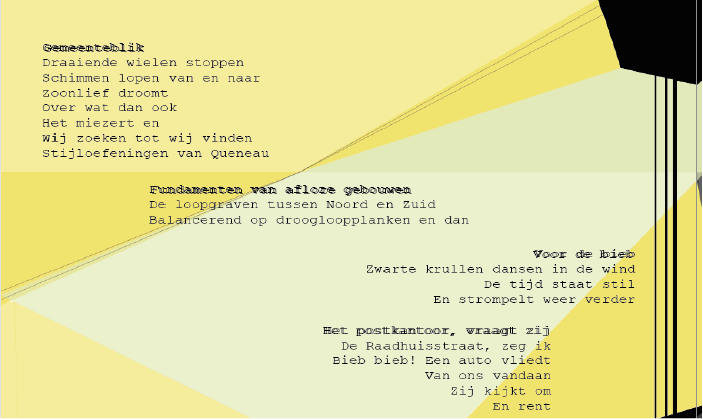 Gemeenteblik
Draaiende wielen stoppen
Schimmen lopen van en naar
Zoonlief droomt
Over wat dan ook
Het miezert en
Wij zoeken tot wij vinden
Stijloefeningen van Queneau
Fundamenten van afloze gebouwen
De loopgraven tussen Noord en Zuid
Balancerend op droogloopplanken en dan
Voor de bieb
Zwarte krullen dansen in de wind
De tijd staat stil
En strompelt weer verder
Het postkantoor, vraagt zij
De Raadhuisstraat, zeg ik
Bieb bieb! Een auto vliedt
Van ons vandaan
Zij kijkt om
En rent